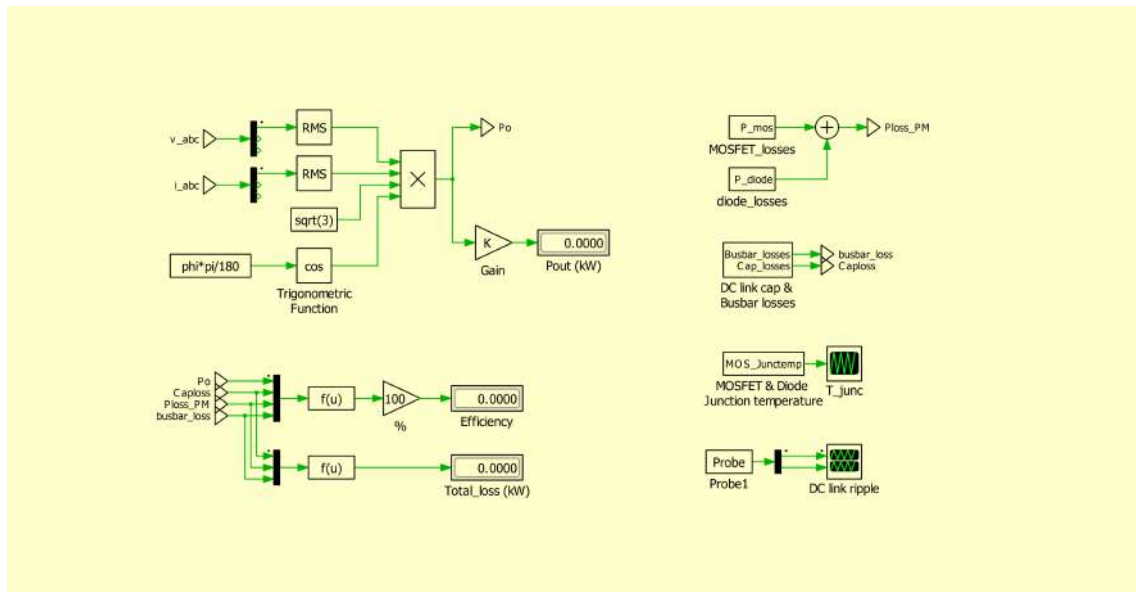 v_abc
RMS
Po
i_abc
RMS
sqrt(3)
phi*pi/180
cos
Trigonometric
Function
K
Gain
0.0000
Pout (kW)
P_mos
MOSFET_losses
Ploss_PM
P_diode
diode_losses
Busbar_losses
Cap_losses
busbar_loss
Caploss
DC link cap &
Busbar losses
Po
Caploss
Ploss_PM
busbar_loss
f(u)
100
%
0.0000
Efficiency
f(u)
0.0000
Total_loss (kW)
MOS_Junctemp
MOSFET & Diode
Junction temperature
T_junc
Probe
Probe1
DC link ripple